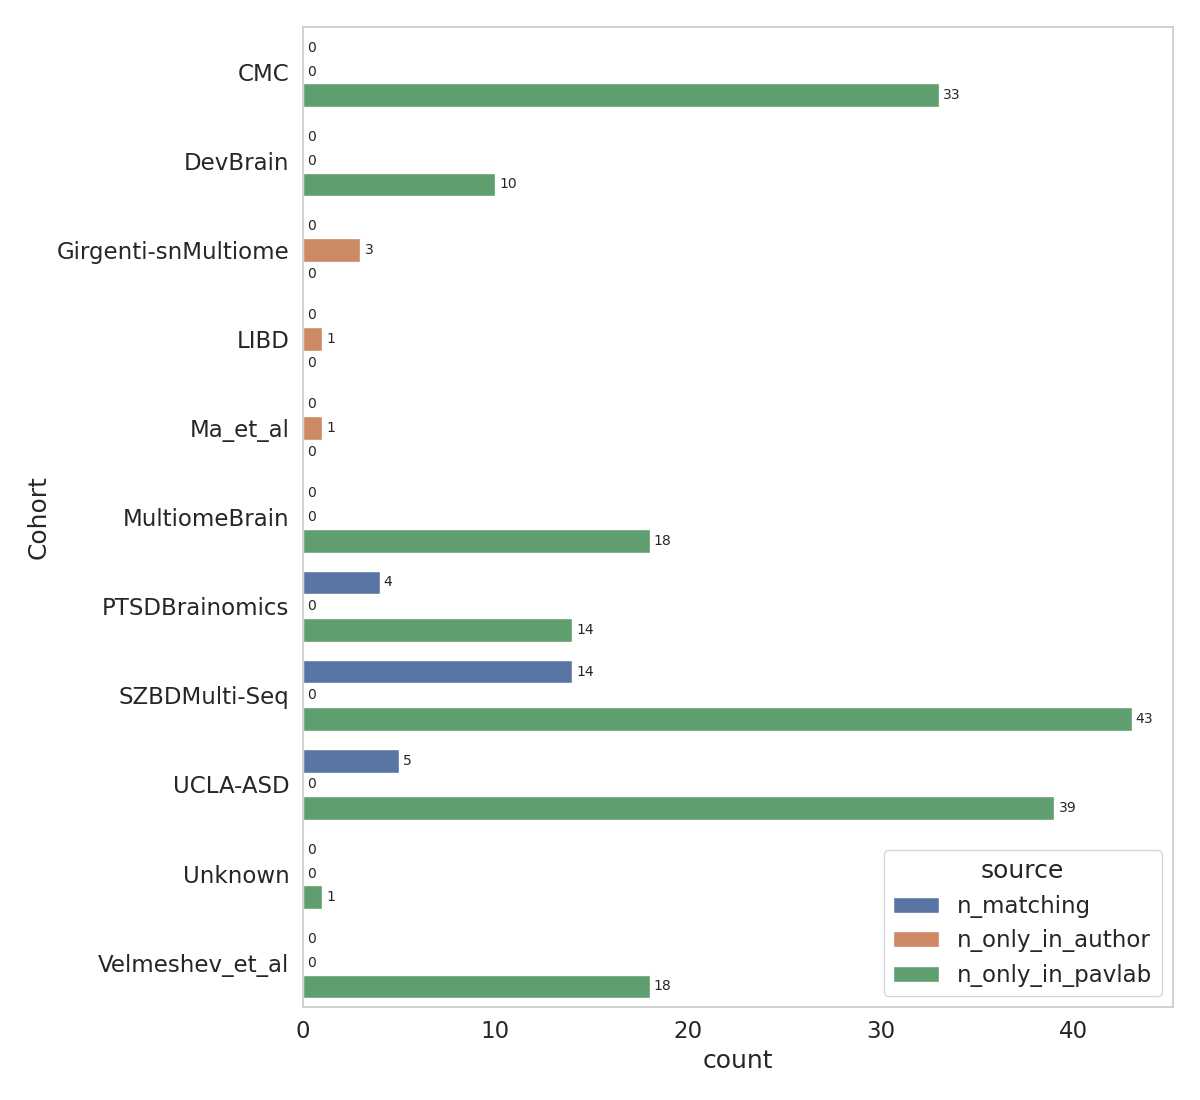 CMC
0
0
33
DevBrain
0
0
10
Girgenti-snMultiome
0
3
0
LIBD
0
1
0
Ma_et_al
0
1
0
MultiomeBrain
0
0
18
PTSDBrainomics
4
0
14
SZBDMulti-Seq
14
0
43
UCLA-ASD
5
0
39
Unknown
0
0
1
Velmeshev_et_al
0
0
18
Cohort
source
n_matching
n_only_in_author
n_only_in_pavlab
0 10 20 30 40
count